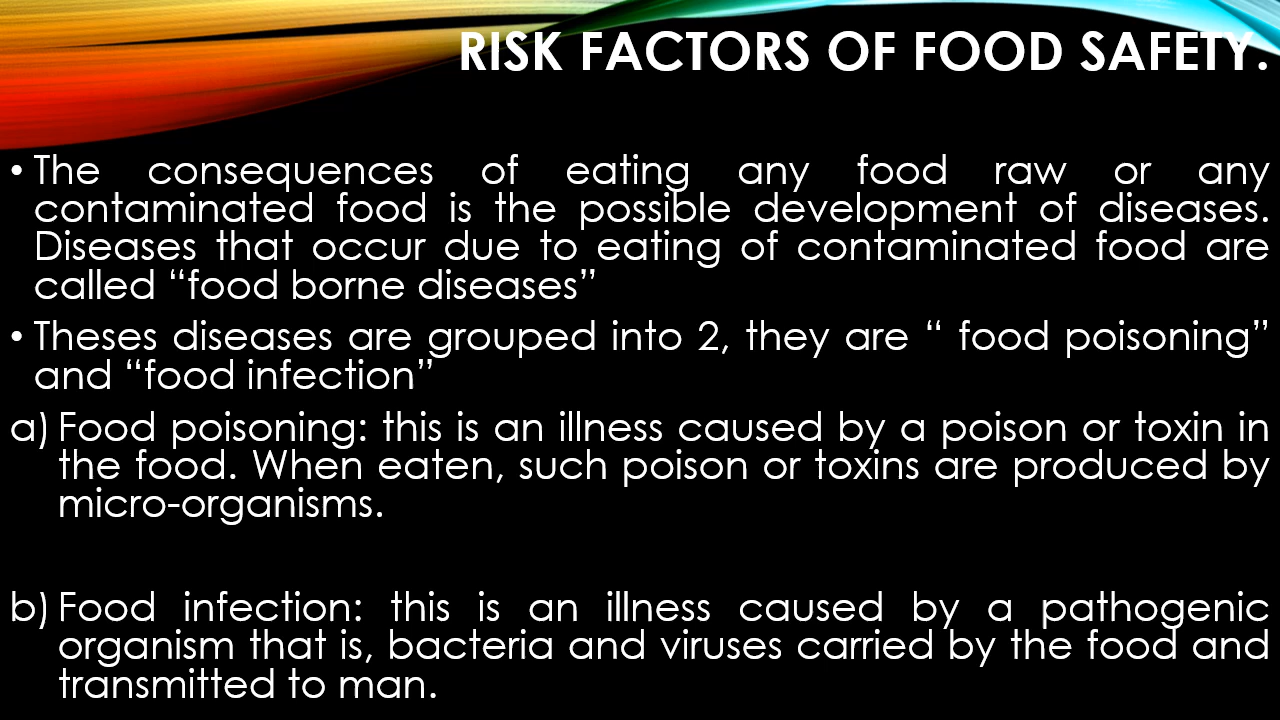 RISK FACTORS OF FOOD SAFETY.
• The consequences of eating any food raw or any
contaminated food is the possible development of diseases.
Diseases that occur due to eating of contaminated food are
called “food borne diseases”
• Theses diseases are grouped into 2, they are “ food poisoning”
and “food infection”
a) Food poisoning: this is an illness caused by a poison or toxin in
the food. When eaten, such poison or toxins are produced by
micro-organisms.
b) Food infection: this is an illness caused by a pathogenic
organism that is, bacteria and viruses carried by the food and
transmitted to man.